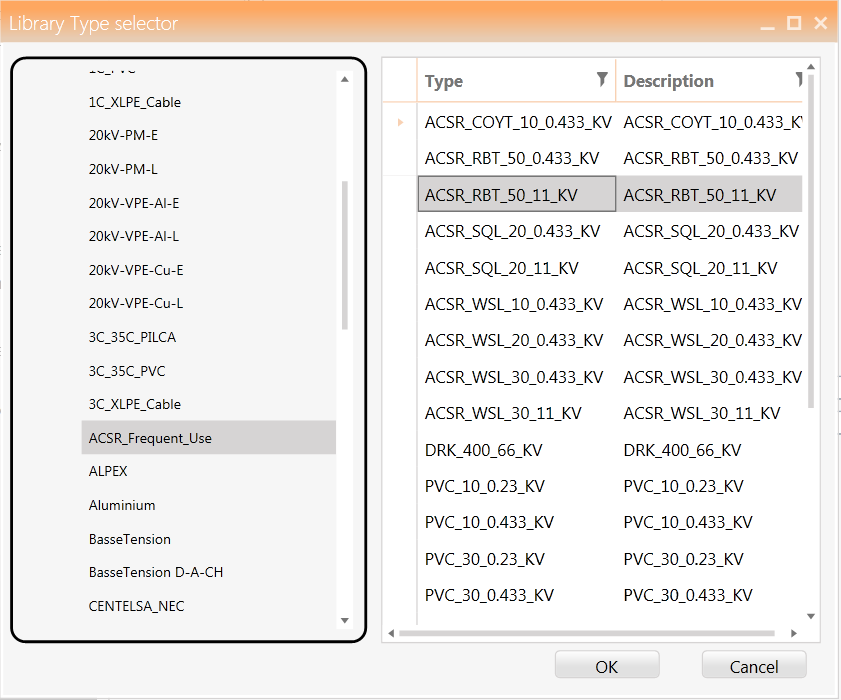 Library Type selector
1C_XLPE_Cable
20kV-PM-E
20kV-PM-L
20kV-VPE-Al-E
20kV-VPE-Al-L
20kV-VPE-Cu-E
20kV-VPE-Cu-L
3C_35C_PILCA
3C_35C_PVC
3C_XLPE_Cable
ACSR_Frequent_Use
ALPEX
Aluminium
BasseTension
BasseTension D-A-CH
CENTELSA_NEC
Type Description
ACSR_COYT_10_0.433_KV ACSR_COYT_10_0.433_K
ACSR_RBT_50_0.433_KV ACSR_RBT_50_0.433_KV
ACSR_RBT_50_11_KV ACSR_RBT_50_11_KV
ACSR_SQL_20_0.433_KV ACSR_SQL_20_0.433_KV
ACSR_SQL_20_11_KV ACSR_SQL_20_11_KV
ACSR_WSL_10_0.433_KV ACSR_WSL_10_0.433_KV
ACSR_WSL_20_0.433_KV ACSR_WSL_20_0.433_KV
ACSR_WSL_30_0.433_KV ACSR_WSL_30_0.433_KV
ACSR_WSL_30_11_KV ACSR_WSL_30_11_KV
DRK_400_66_KV DRK_400_66_KV
PVC_10_0.23_KV PVC_10_0.23_KV
PVC_10_0.433_KV PVC_10_0.433_KV
PVC_30_0.23_KV PVC_30_0.23_KV
PVC_30_0.433_KV PVC_30_0.433_KV
OK Cancel